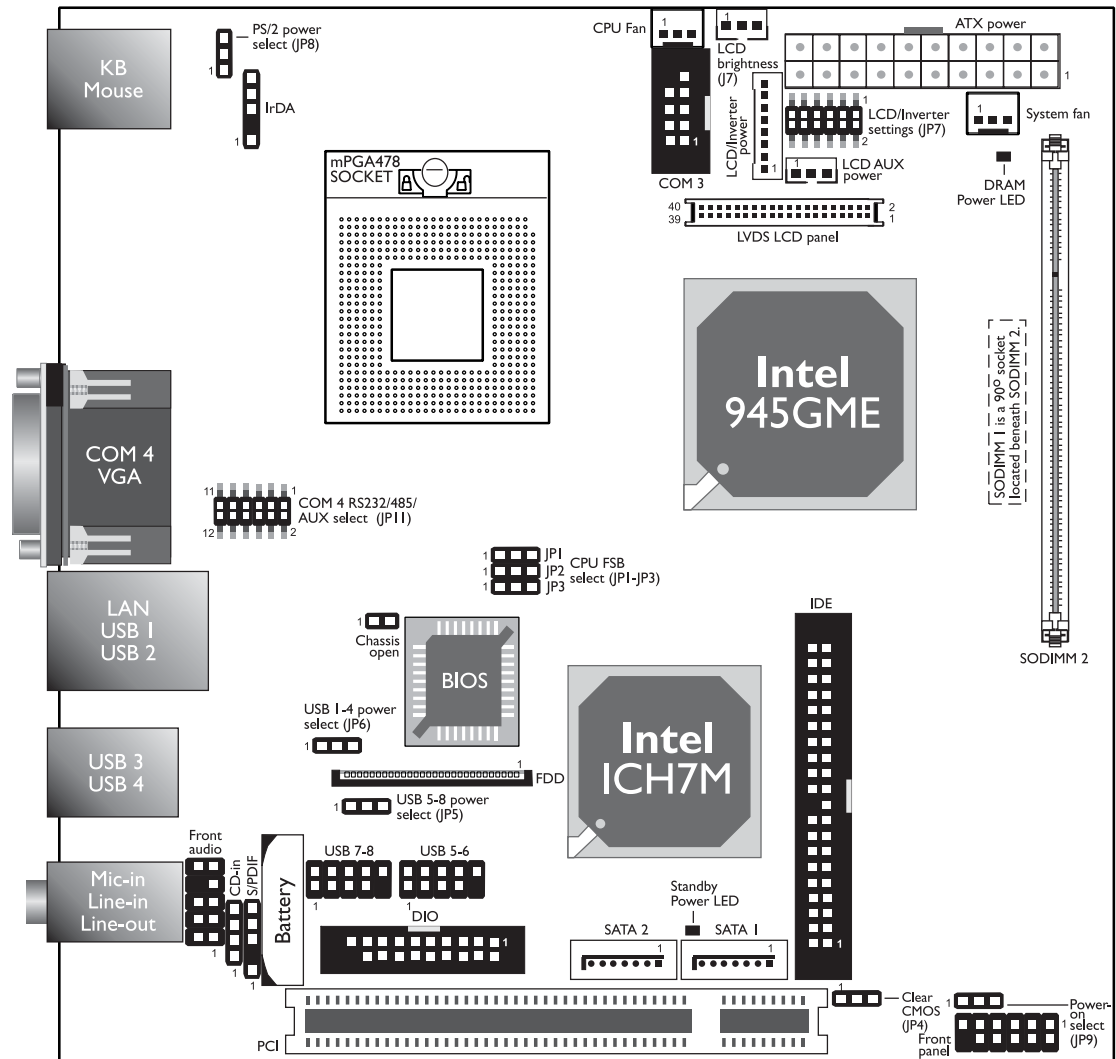 PS/2 power
select (JP8)
1
KB
Mouse
IrDA
1
CPU Fan
1
1
LCD
brightness
(J7)
ATX power
1
COM 3
1
LCD/Inverter
power
1
1
LCD/Inverter
settings (JP7)
2
1
System fan
1
LCD AUX
power
DRAM
Power LED
40
39
2
1
LVDS LCD panel
mPGA478
SOCKET
Intel
945GME
SODIMM 1 is a 90° socket
located beneath SODIMM 2.
SODIMM 2
COM 4
VGA
11
1
12
2
COM 4 RS232/485/
AUX select (JP11)
1
JP1
1
JP2
1
JP3
CPU FSB
select (JP1-JP3)
LAN
USB 1
USB 2
1
Chassis
open
BIOS
IDE
1
USB 1-4 power
select (JP6)
1
Intel
ICH7M
USB 3
USB 4
1
FDD
1
USB 5-8 power
select (JP5)
Front
audio
1
CD-in
1
S/PDIF
1
Battery
USB 7-8
1
USB 5-6
1
Mic-in
Line-in
Line-out
DIO
1
Standby
Power LED
SATA 2
1
SATA 1
1
PCI
1
Clear
CMOS
(JP4)
1
Power-
on
select
(JP9)
1
Front
panel